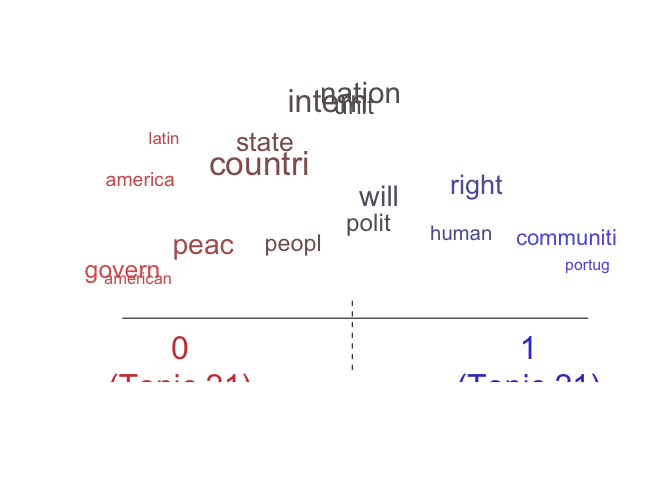 nation
intern unit
latin state
countri
america right
will
polit
peac peopl human communiti
govern portug
american
0 1
(Topic 21) (Topic 21)